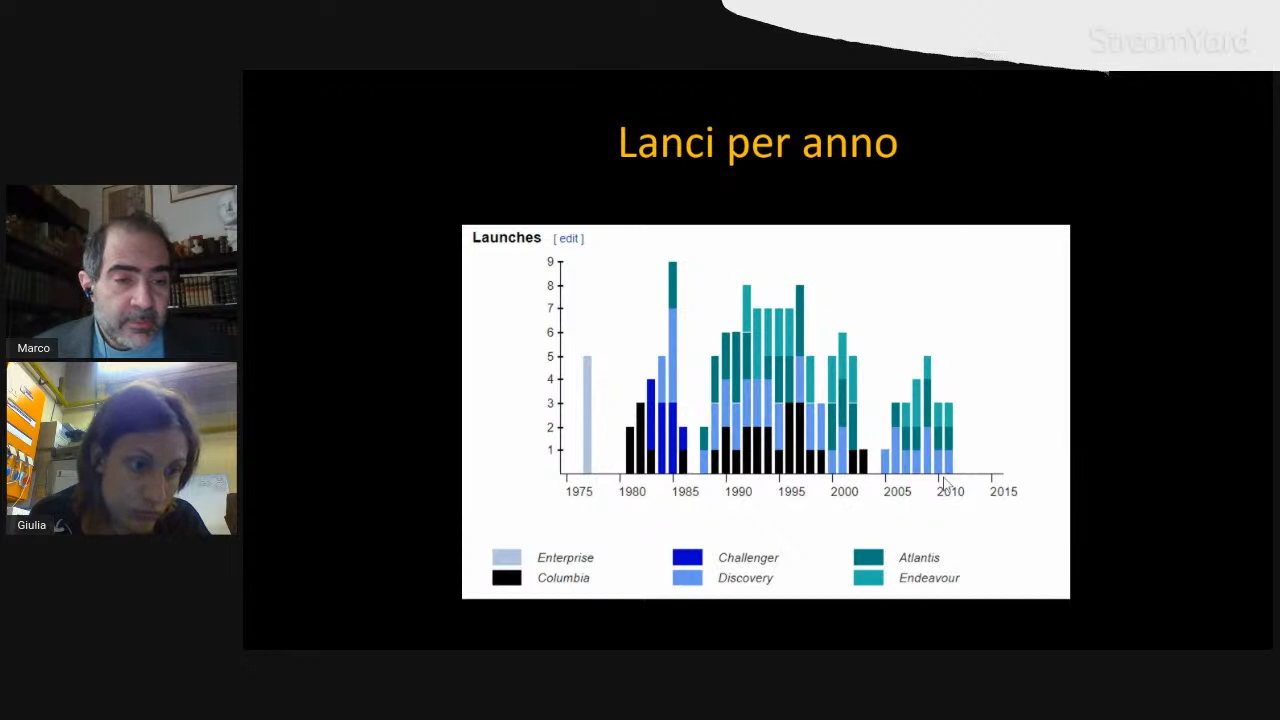 StreamYard
Lanci per anno
Launches [ edit ]
9
8
7
6
5
4
3
2
1
1975 1980 1985 1990 1995 2000 2005 2010 2015
Enterprise Challenger Atlantis
Columbia Discovery Endeavour
Marco
Giulia